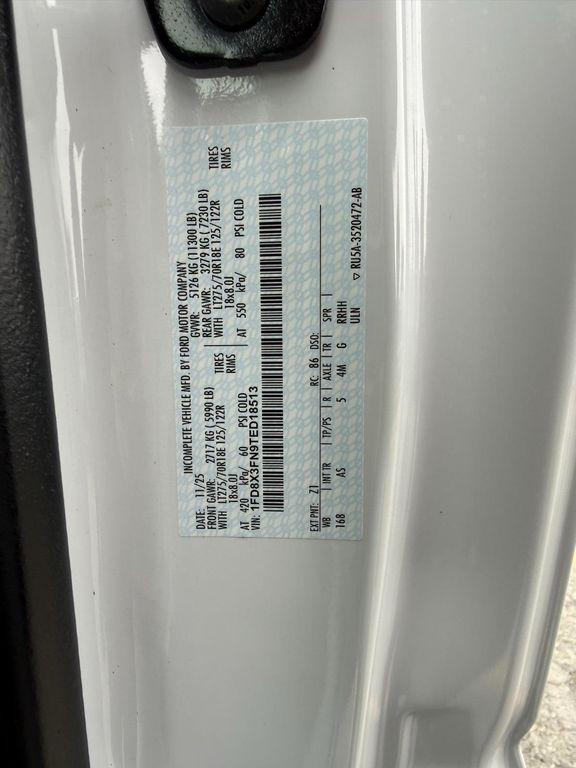 INCOMPLETE VEHICLE MFD. BY FORD MOTOR COMPANY
DATE: 11/25 GVWR: 5126 KG (11300 LB)
FRONT GAWR: 2717 KG (5990 LB) REAR GAWR: 3279 KG (7230 LB)
WITH LT275/70R18E 125/122R TIRES WITH LT275/70R18E 125/122R TIRES
18x8.0J RIMS 18x8.0J RIMS
AT 420 kPa/ 60 PSI COLD AT 550 kPa/ 80 PSI COLD
VIN: 1FD8X3FN9TED18513
EXT PNT: Z1 RC: 86 DSO:
WB INT TR TP/PS R AXLE TR SPR
168 AS 5 4M G RRHH
ULN
▽ RU5A-3520472-AB